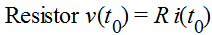 Resistor v(t₀) = R i(t₀)